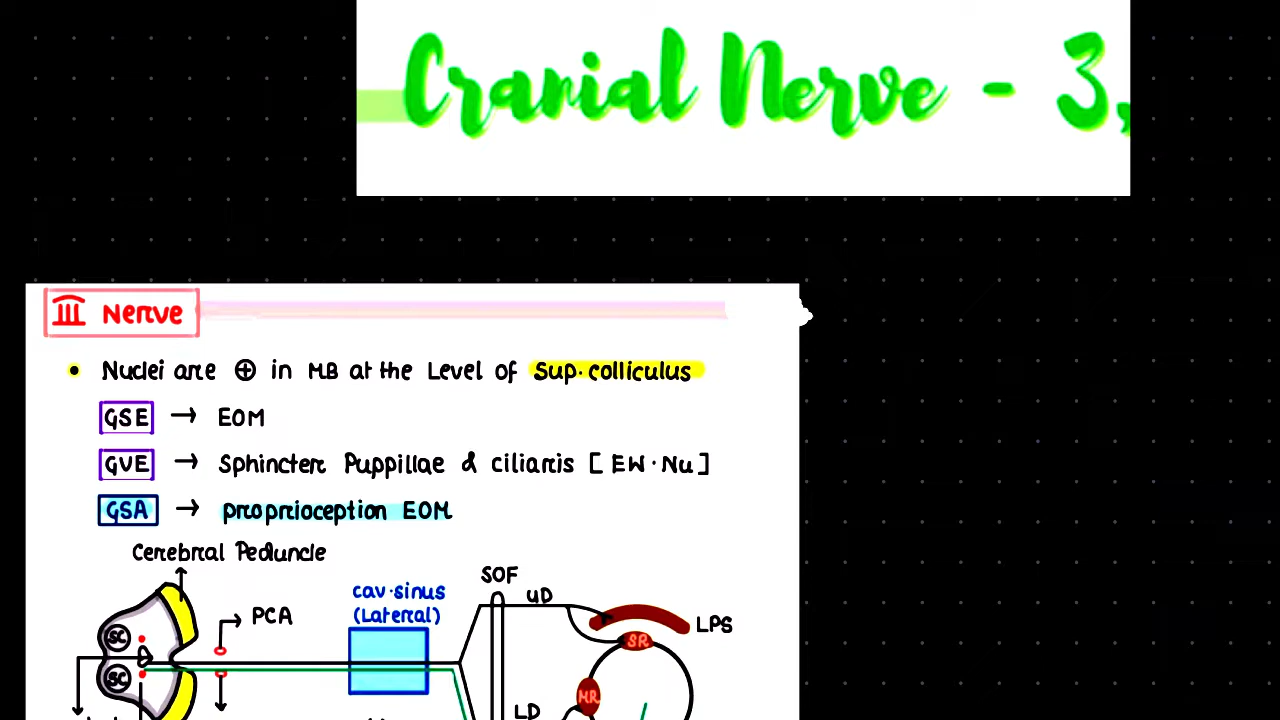 Cranial Nerve - 3,
III Nerve
• Nuclei are ⊕ in MB at the Level of Sup. colliculus
GSE → EOM
GVE → Sphincter Puppillae & ciliaris [ EW · Nu ]
GSA → proprioception EOM
Cerebral Peduncle
SOF
cav·sinus
(Lateral)
UD
PCA
LPS
SC
SR
SC
MR
LD